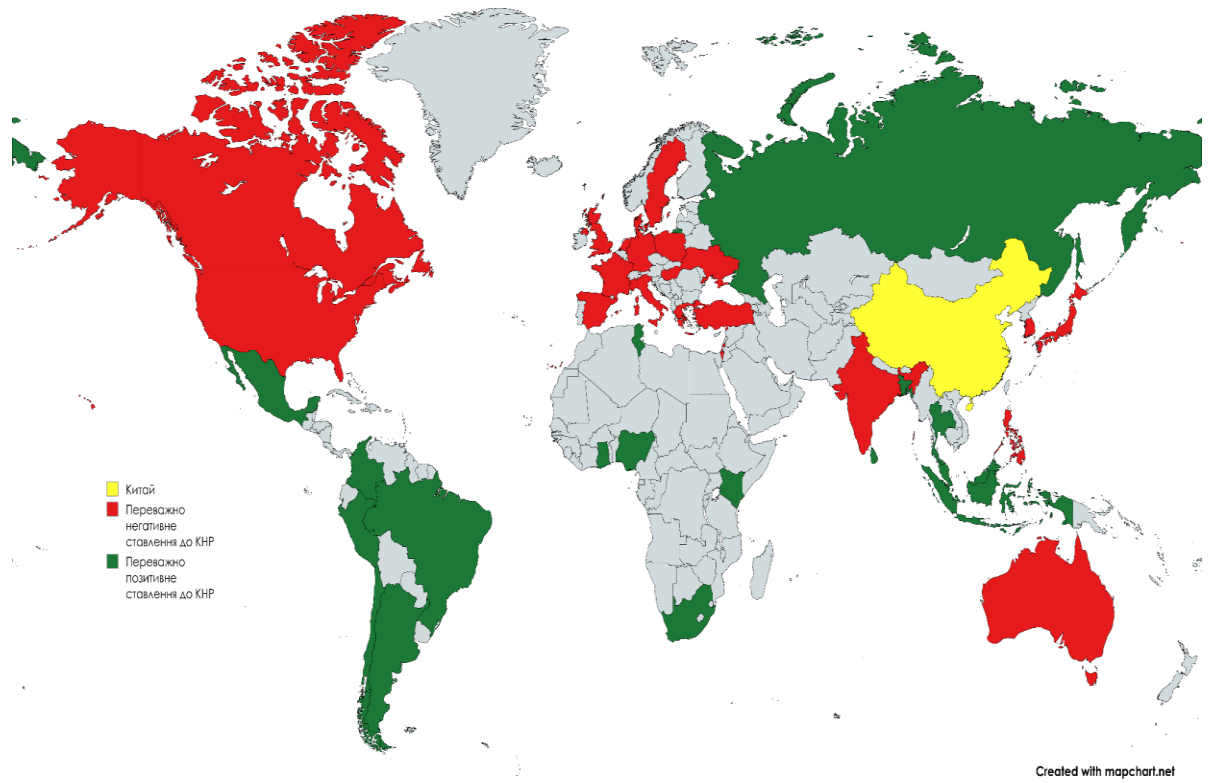 Китай
Переважно
негативне
ставлення до КНР
Переважно
позитивне
ставлення до КНР
Created with mapchart.net